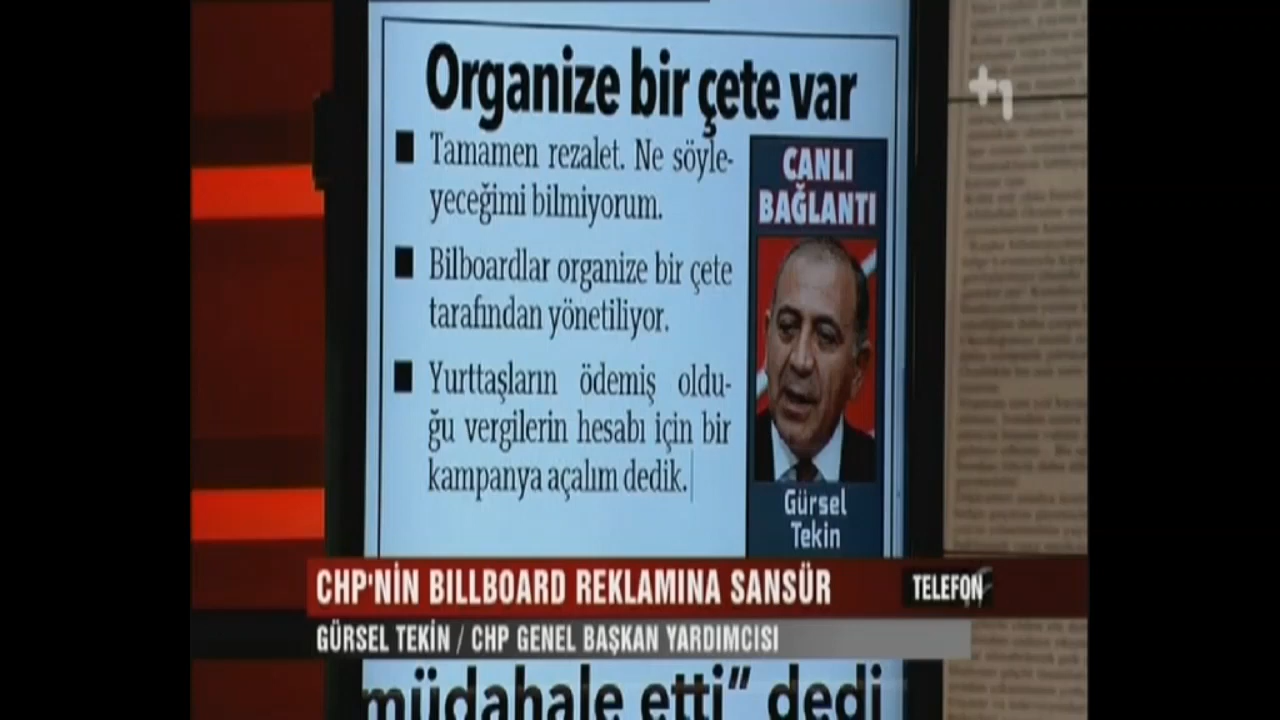 Organize bir çete var
Tamamen rezalet. Ne söyle-
yeceğimi bilmiyorum.
Bilboardlar organize bir çete
tarafından yönetiliyor.
Yurttaşların ödemiş oldu-
ğu vergilerin hesabı için bir
kampanya açalım dedik.
CANLI
BAĞLANTI
Gürsel
Tekin
+1
CHP'NİN BILLBOARD REKLAMINA SANSÜR
TELEFON
GÜRSEL TEKİN / CHP GENEL BAŞKAN YARDIMCISI
müdahale etti” dedi